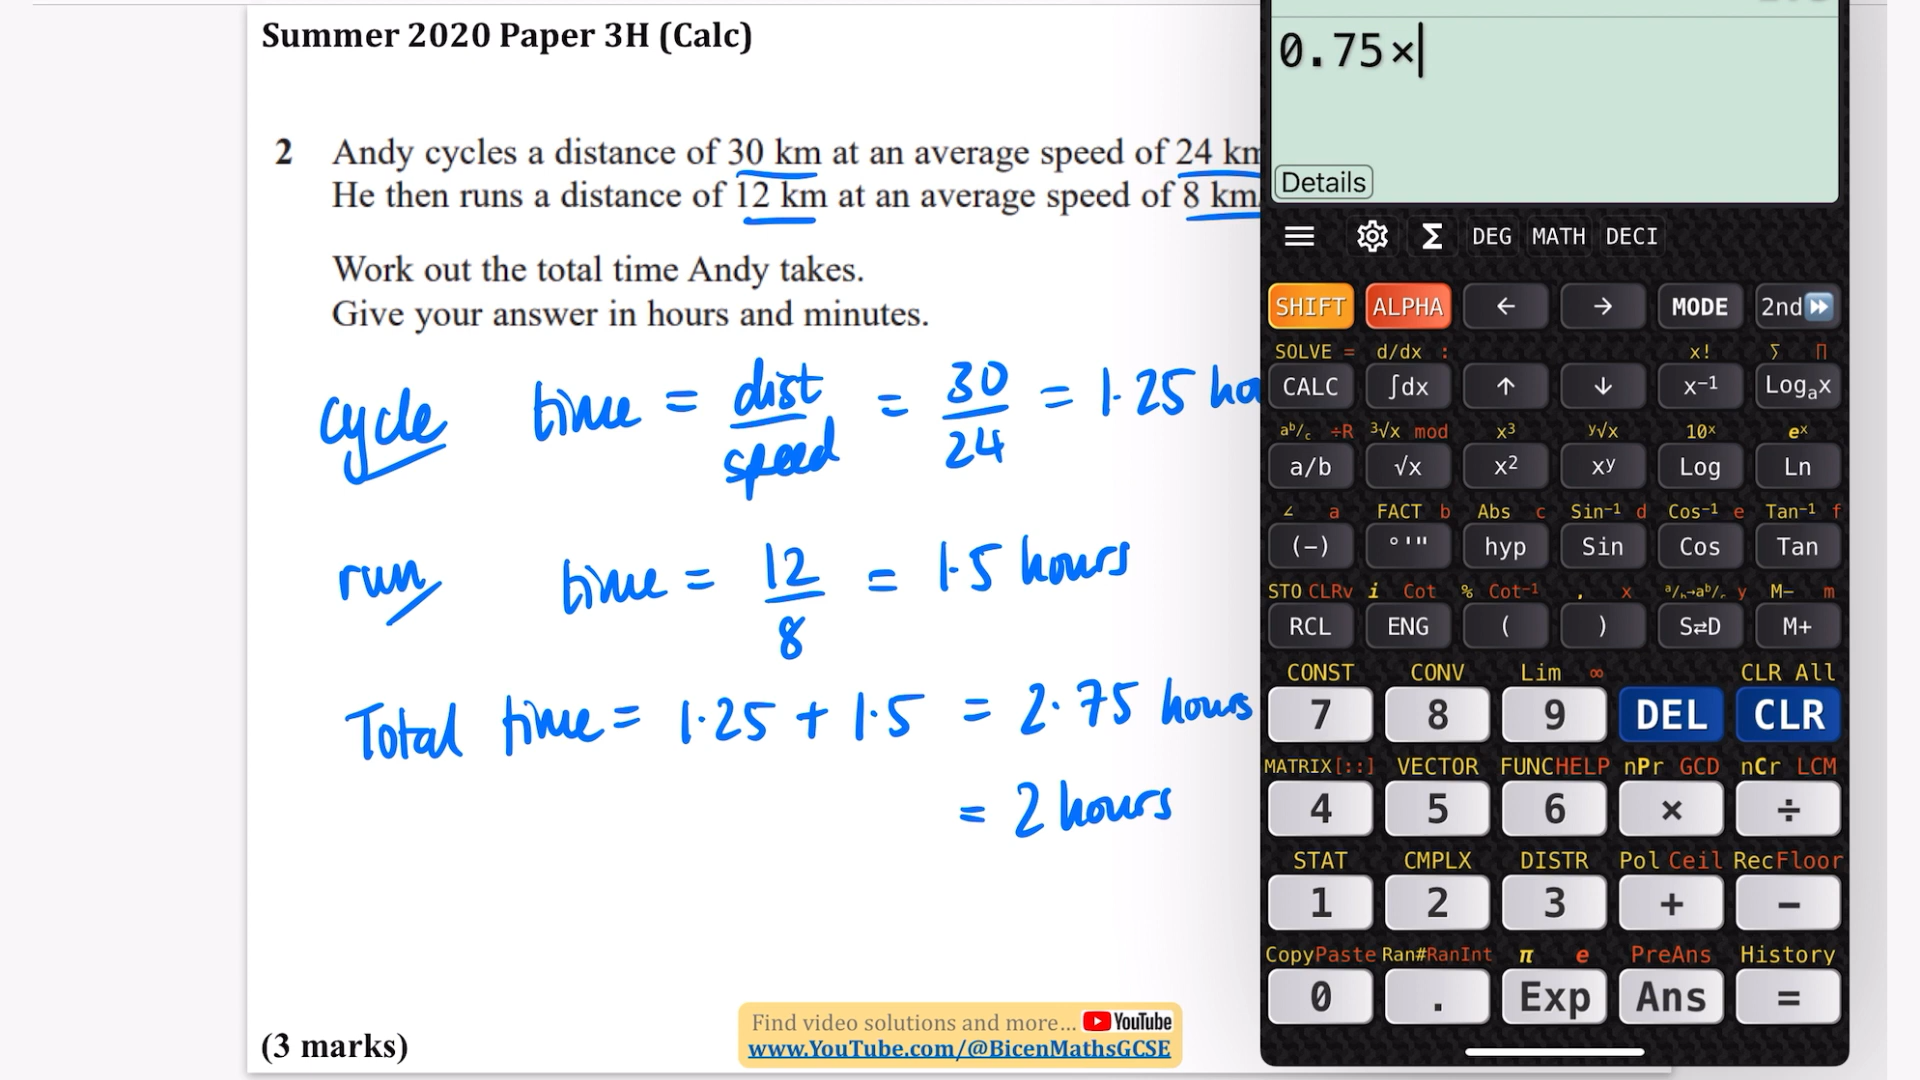 Summer 2020 Paper 3H (Calc)
2 Andy cycles a distance of 30 km at an average speed of 24 km
He then runs a distance of 12 km at an average speed of 8 km
Work out the total time Andy takes.
Give your answer in hours and minutes.
cycle time = dist/speed = 30/24 = 1.25 ho
run time = 12/8 = 1.5 hours
Total time = 1.25 + 1.5 = 2.75 hours
= 2 hours
(3 marks)
Find video solutions and more... YouTube
www.YouTube.com/@BicenMathsGCSE
0.75×
Details
DEG MATH DECI
SHIFT ALPHA ← → MODE 2nd
SOLVE = d/dx : x! ∑ ∏
CALC ∫dx ↑ ↓ x⁻¹ Logₐx
aᵇ/c ÷R ³√x mod x³ ʸ√x 10ˣ eˣ
a/b √x x² xʸ Log Ln
∠ a FACT b Abs c Sin⁻¹ d Cos⁻¹ e Tan⁻¹ f
(−) °'" hyp Sin Cos Tan
STO CLRv i Cot % Cot⁻¹ , x y M− m
RCL ENG ( ) S⇄D M+
CONST CONV Lim ∞ CLR All
7 8 9 DEL CLR
MATRIX[::] VECTOR FUNC HELP nPr GCD nCr LCM
4 5 6 × ÷
STAT CMPLX DISTR Pol Ceil Rec Floor
1 2 3 + −
Copy Paste Ran# RanInt π e PreAns History
0 . Exp Ans =